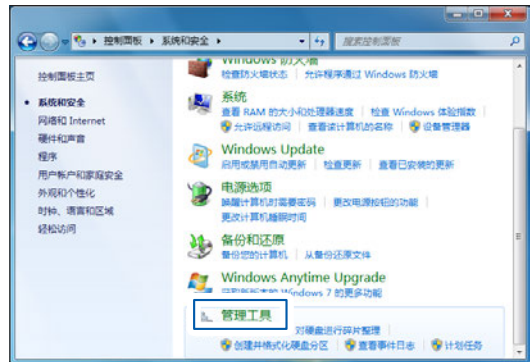 控制面板 ▸ 系统和安全 ▸
搜索控制面板
控制面板主页
系统和安全
网络和 Internet
硬件和声音
程序
用户帐户和家庭安全
外观和个性化
时钟、语言和区域
轻松访问
Windows 防火墙
检查防火墙状态 | 允许程序通过 Windows 防火墙
系统
查看 RAM 的大小和处理器速度 | 检查 Windows 体验指数
允许远程访问 | 查看该计算机的名称 | 设备管理器
Windows Update
启用或禁用自动更新 | 检查更新 | 查看已安装的更新
电源选项
唤醒计算机时需要密码 | 更改电源按钮的功能
更改计算机睡眠时间
备份和还原
备份您的计算机 | 从备份还原文件
Windows Anytime Upgrade
获取新版本的 Windows 7 的更多功能
管理工具
对硬盘进行碎片整理
创建并格式化硬盘分区 | 查看事件日志 | 计划任务